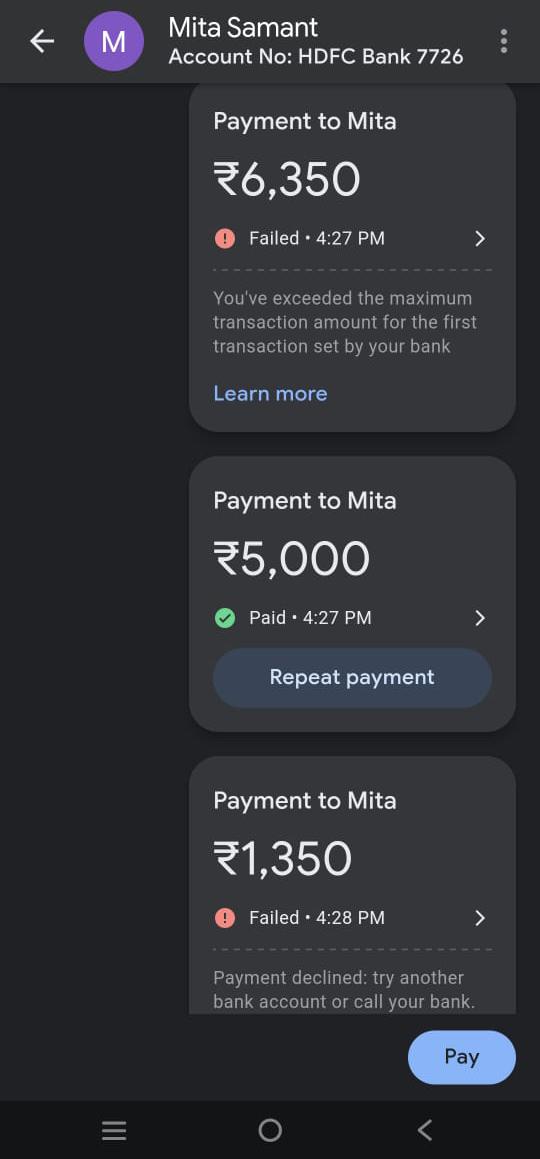 M
Mita Samant
Account No: HDFC Bank 7726
Payment to Mita
₹6,350
Failed • 4:27 PM
You've exceeded the maximum
transaction amount for the first
transaction set by your bank
Learn more
Payment to Mita
₹5,000
Paid • 4:27 PM
Repeat payment
Payment to Mita
₹1,350
Failed • 4:28 PM
Payment declined: try another
bank account or call your bank.
Pay